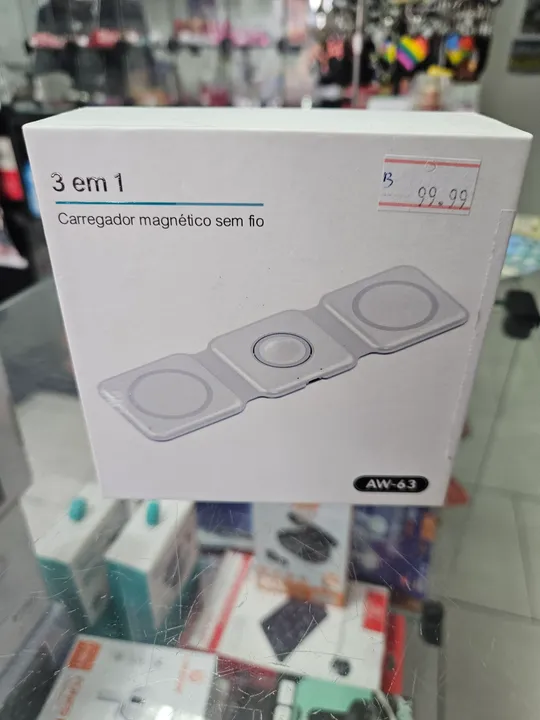 3 em 1
Carregador magnético sem fio
B
99.99
AW-63